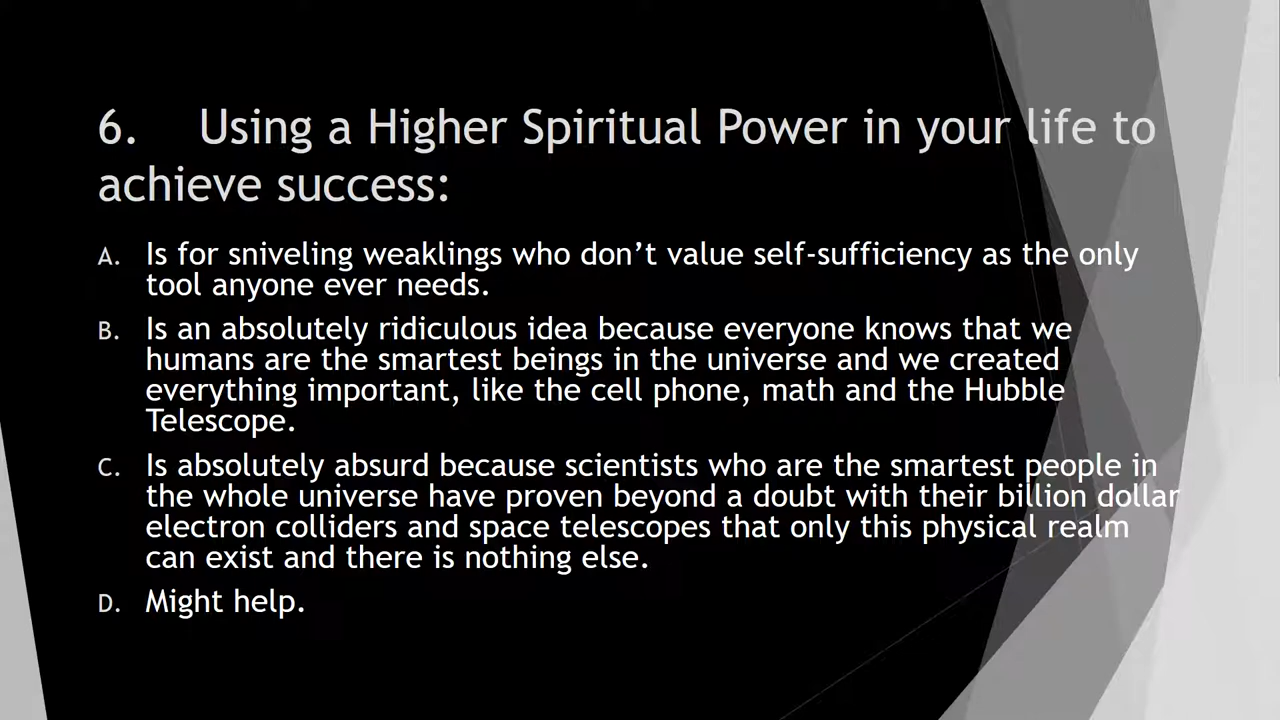 6. Using a Higher Spiritual Power in your life to
achieve success:
A. Is for sniveling weaklings who don't value self-sufficiency as the only
tool anyone ever needs.
B. Is an absolutely ridiculous idea because everyone knows that we
humans are the smartest beings in the universe and we created
everything important, like the cell phone, math and the Hubble
Telescope.
C. Is absolutely absurd because scientists who are the smartest people in
the whole universe have proven beyond a doubt with their billion dollar
electron colliders and space telescopes that only this physical realm
can exist and there is nothing else.
D. Might help.